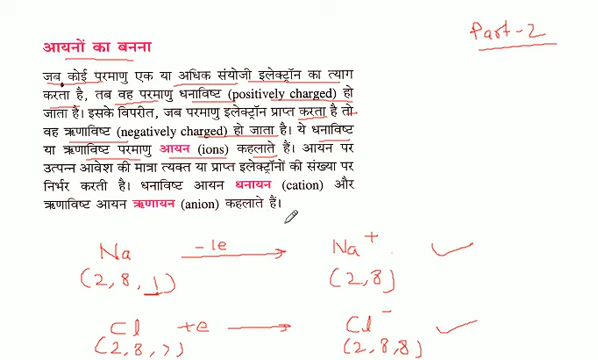 Part-2
आयनों का बनना
जब कोई परमाणु एक या अधिक संयोजी इलेक्ट्रॉन का त्याग
करता है, तब वह परमाणु धनाविष्ट (positively charged) हो
जाता है। इसके विपरीत, जब परमाणु इलेक्ट्रॉन प्राप्त करता है तो
वह ऋणाविष्ट (negatively charged) हो जाता है। ये धनाविष्ट
या ऋणाविष्ट परमाणु आयन (ions) कहलाते हैं। आयन पर
उत्पन्न आवेश की मात्रा त्यक्त या प्राप्त इलेक्ट्रॉनों की संख्या पर
निर्भर करती है। धनाविष्ट आयन धनायन (cation) और
ऋणाविष्ट आयन ऋणायन (anion) कहलाते हैं।
Na -1e → Na⁺ ✓
(2,8,1) (2,8)
Cl +e → Cl⁻ ✓
(2,8,7) (2,8,8)